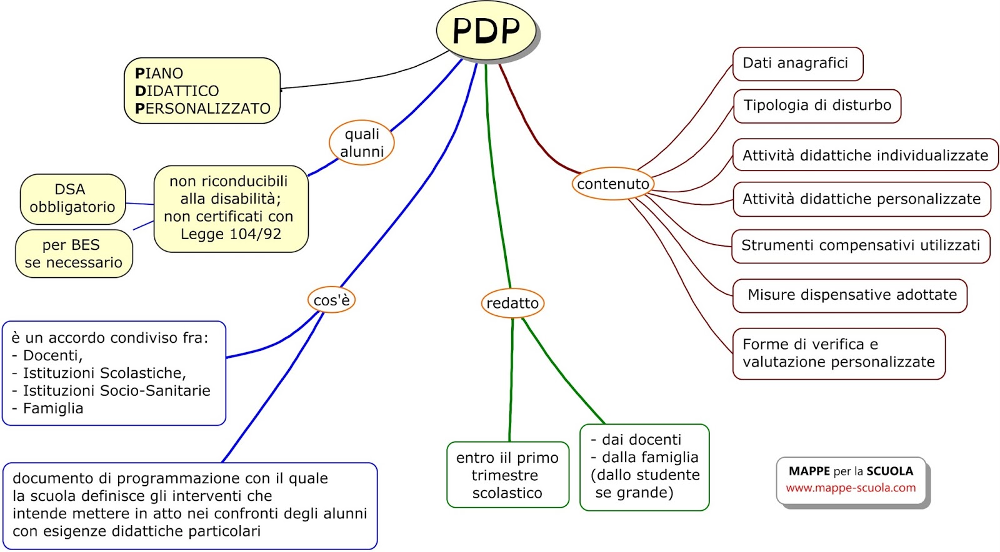 PDP
PIANO
DIDATTICO
PERSONALIZZATO
quali
alunni
non riconducibili
alla disabilità;
non certificati con
Legge 104/92
DSA
obbligatorio
per BES
se necessario
cos'è
è un accordo condiviso fra:
- Docenti,
- Istituzioni Scolastiche,
- Istituzioni Socio-Sanitarie
- Famiglia
documento di programmazione con il quale
la scuola definisce gli interventi che
intende mettere in atto nei confronti degli alunni
con esigenze didattiche particolari
redatto
entro iil primo
trimestre
scolastico
- dai docenti
- dalla famiglia
(dallo studente
se grande)
contenuto
Dati anagrafici
Tipologia di disturbo
Attività didattiche individualizzate
Attività didattiche personalizzate
Strumenti compensativi utilizzati
Misure dispensative adottate
Forme di verifica e
valutazione personalizzate
MAPPE per la SCUOLA
www.mappe-scuola.com